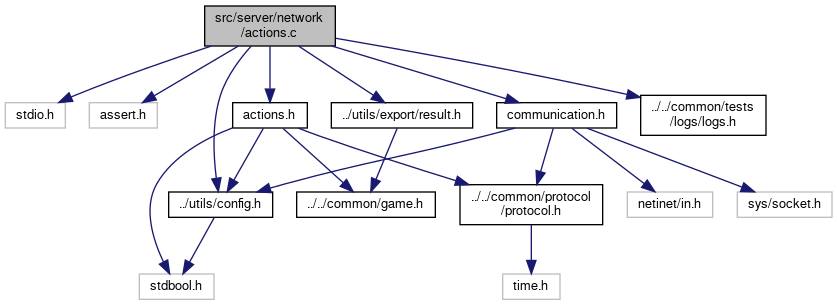 src/server/network
/actions.c
stdio.h
assert.h
actions.h
../utils/export/result.h
communication.h
../../common/tests
/logs/logs.h
../utils/config.h
../../common/game.h
../../common/protocol
/protocol.h
netinet/in.h
sys/socket.h
stdbool.h
time.h